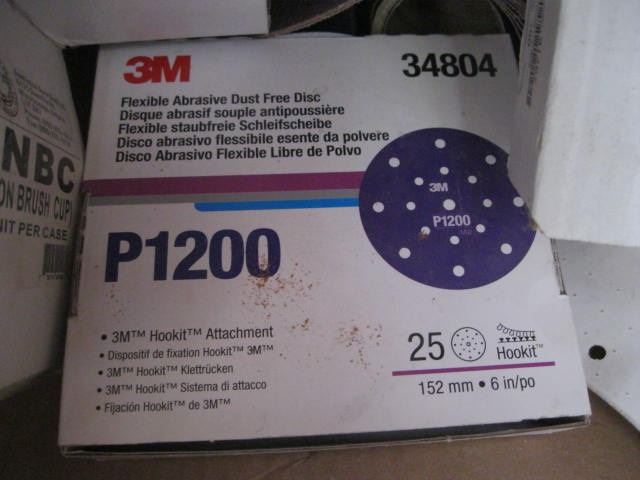 3M
34804
Flexible Abrasive Dust Free Disc
Disque abrasif souple antipoussière
Flexible staubfreie Schleifscheibe
Disco abrasivo flessibile esente da polvere
Disco Abrasivo Flexible Libre de Polvo
3M
P1200
P1200
• 3M™ Hookit™ Attachment
• Dispositif de fixation Hookit™ 3M™
• 3M™ Hookit™ Klettrücken
• 3M™ Hookit™ Sistema di attacco
• Fijación Hookit™ de 3M™
25
Hookit™
152 mm • 6 in/po
NBC
ON BRUSH CUP)
NIT PER CASE